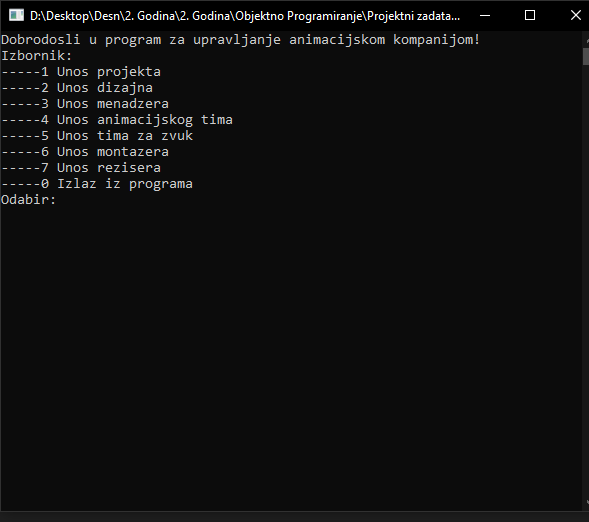 D:\Desktop\Desn\2. Godina\2. Godina\Objektno Programiranje\Projektni zadata...
Dobrodosli u program za upravljanje animacijskom kompanijom!
Izbornik:
-----1 Unos projekta
-----2 Unos dizajna
-----3 Unos menadzera
-----4 Unos animacijskog tima
-----5 Unos tima za zvuk
-----6 Unos montazera
-----7 Unos rezisera
-----0 Izlaz iz programa
Odabir: